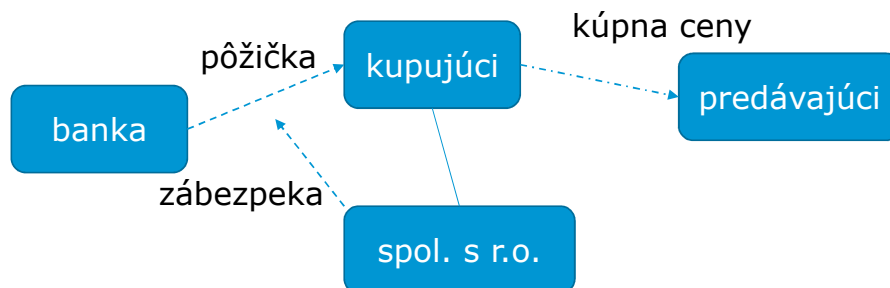 kúpna ceny
pôžička
kupujúci
predávajúci
banka
zábezpeka
spol. s r.o.